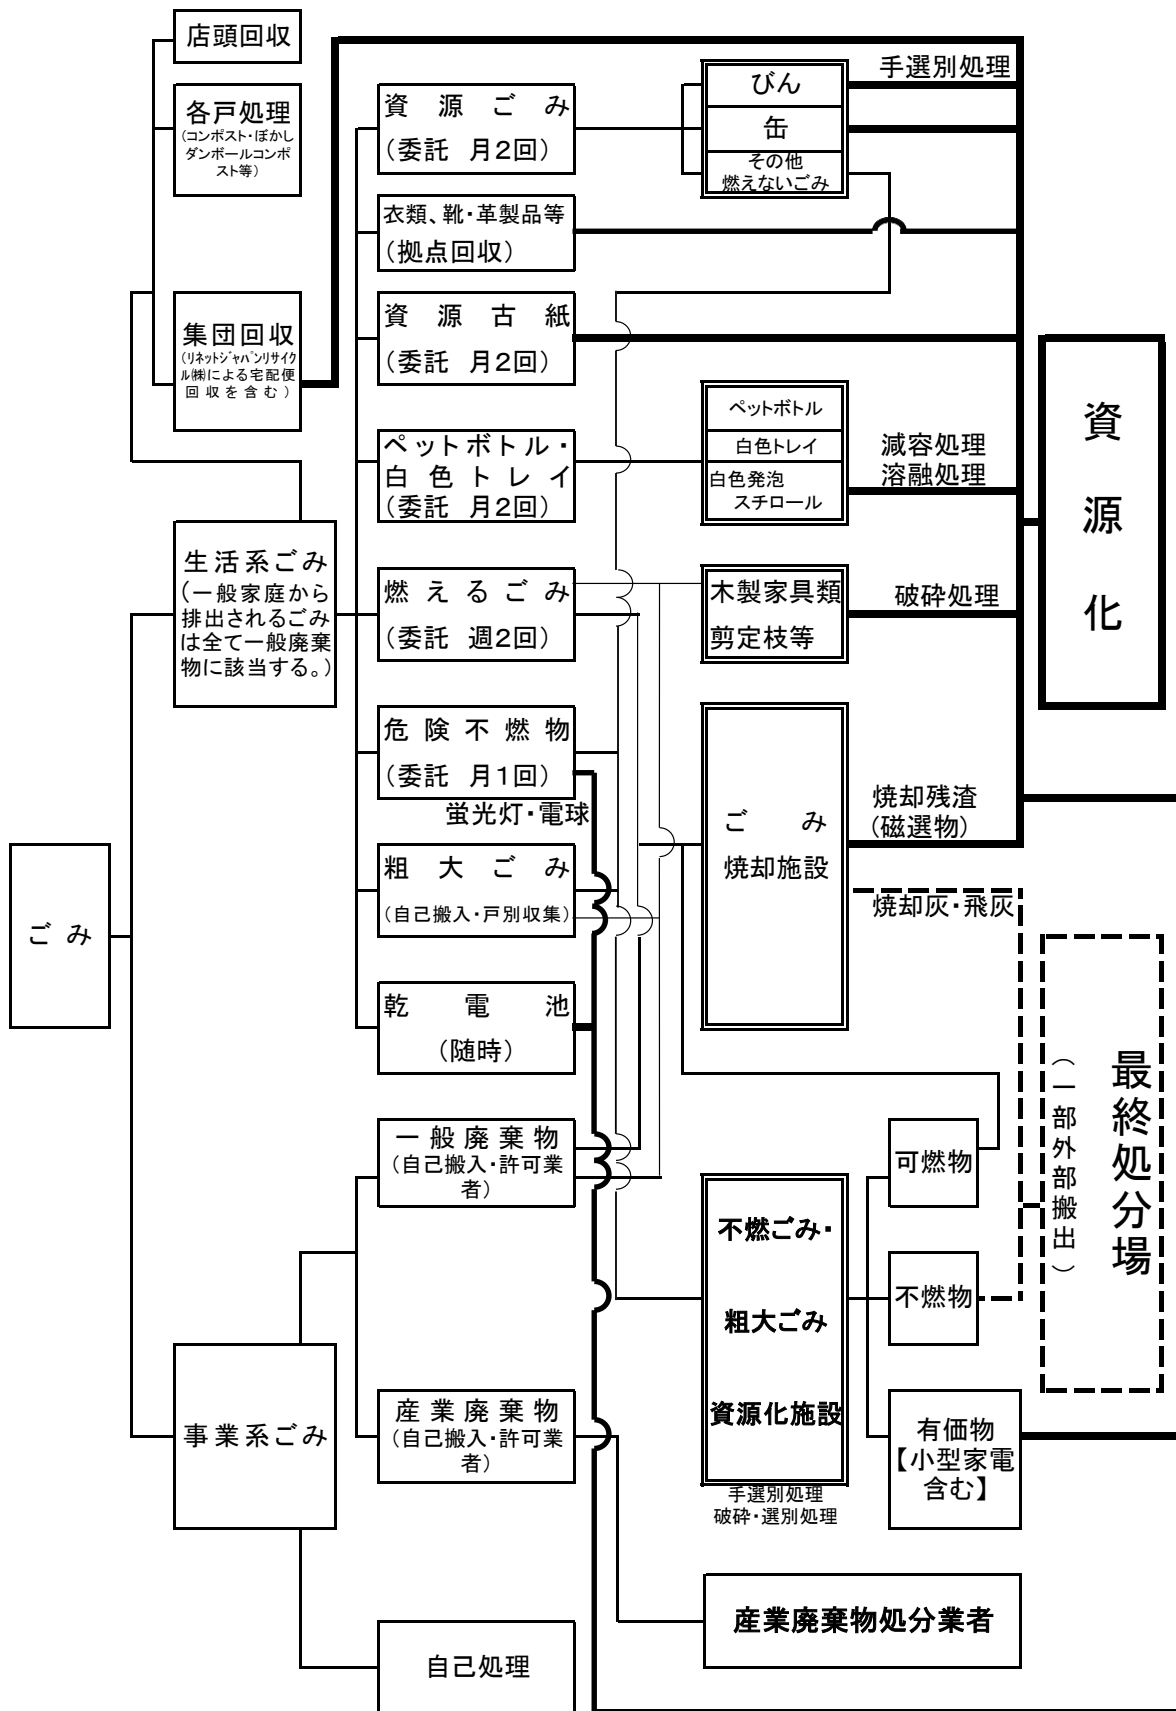 店頭回収
各戸処理
(コンポスト・ぼかし
ダンボールコンポ
スト等)
集団回収
(リネットジャパンリサイク
ル㈱による宅配便
回収を含む)
生活系ごみ
(一般家庭から
排出されるごみ
は全て一般廃棄
物に該当する。)
ごみ
事業系ごみ
資源ごみ
(委託 月2回)
衣類、靴・革製品等
(拠点回収)
資源古紙
(委託 月2回)
ペットボトル・
白色トレイ
(委託 月2回)
燃えるごみ
(委託 週2回)
危険不燃物
(委託 月1回)
蛍光灯・電球
粗大ごみ
(自己搬入・戸別収集)
乾電池
(随時)
一般廃棄物
(自己搬入・許可業
者)
産業廃棄物
(自己搬入・許可業
者)
自己処理
びん
缶
その他
燃えないごみ
ペットボトル
白色トレイ
白色発泡
スチロール
木製家具類
剪定枝等
ごみ
焼却施設
不燃ごみ・
粗大ごみ
資源化施設
手選別処理
破砕・選別処理
産業廃棄物処分業者
手選別処理
減容処理
溶融処理
破砕処理
焼却残渣
(磁選物)
焼却灰・飛灰
可燃物
不燃物
有価物
【小型家電
含む】
資源化
最終処分場
(一部外部搬出)